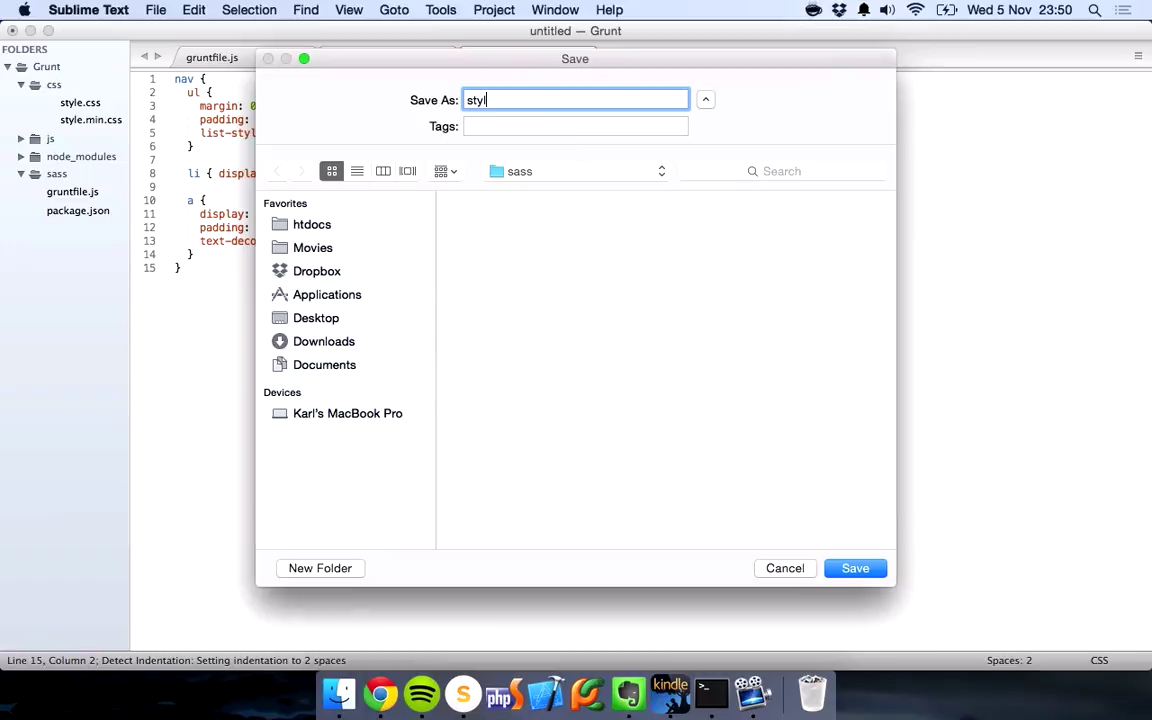 Sublime Text File Edit Selection Find View Goto Tools Project Window Help Wed 5 Nov 23:50
untitled — Grunt
FOLDERS
Grunt
css
style.css
style.min.css
js
node_modules
sass
gruntfile.js
package.json
gruntfile.js
1 nav {
2 ul {
3 margin: 0
4 padding:
5 list-styl
6 }
7
8 li { displa
9
10 a {
11 display:
12 padding:
13 text-deco
14 }
15 }
Save
Save As: styl
Tags:
sass
Search
Favorites
htdocs
Movies
Dropbox
Applications
Desktop
Downloads
Documents
Devices
Karl's MacBook Pro
New Folder
Cancel
Save
Line 15, Column 2; Detect Indentation: Setting indentation to 2 spaces
Spaces: 2
CSS
php
kindle